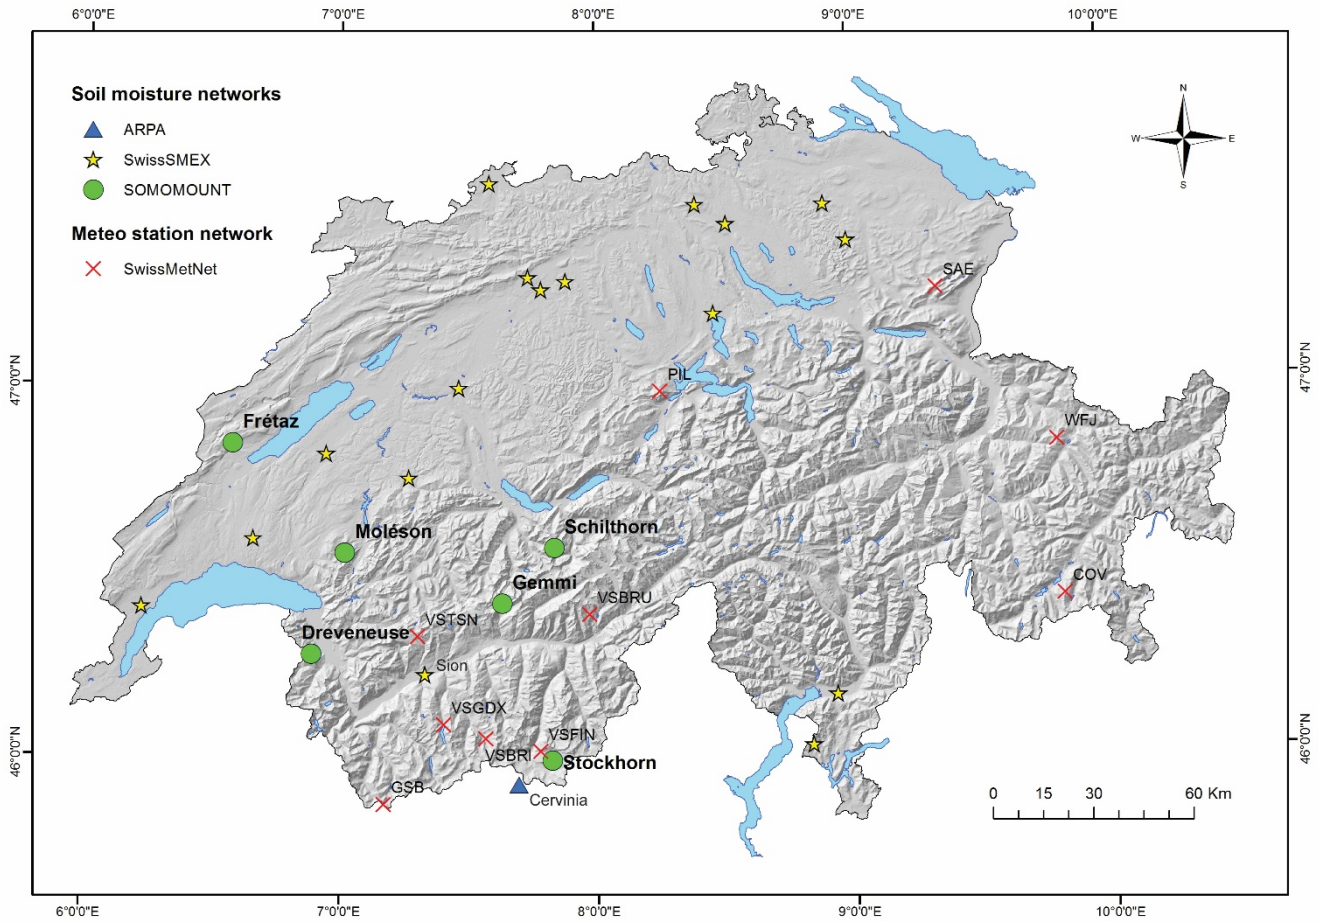 6°0'0"E 7°0'0"E 8°0'0"E 9°0'0"E 10°0'0"E
Soil moisture networks
ARPA
SwissSMEX
SOMOMOUNT
Meteo station network
SwissMetNet
N
W E
S
SAE
47°0'0"N
47°0'0"N
PIL
Frétaz
WFJ
Moléson
Schilthorn
Gemmi
COV
VSBRU
VSTSN
Dreveneuse
Sion
VSGDX
VSFIN
VSBRI
46°0'0"N
46°0'0"N
Stockhorn
GSB
Cervinia
0 15 30 60 Km
6°0'0"E 7°0'0"E 8°0'0"E 9°0'0"E 10°0'0"E